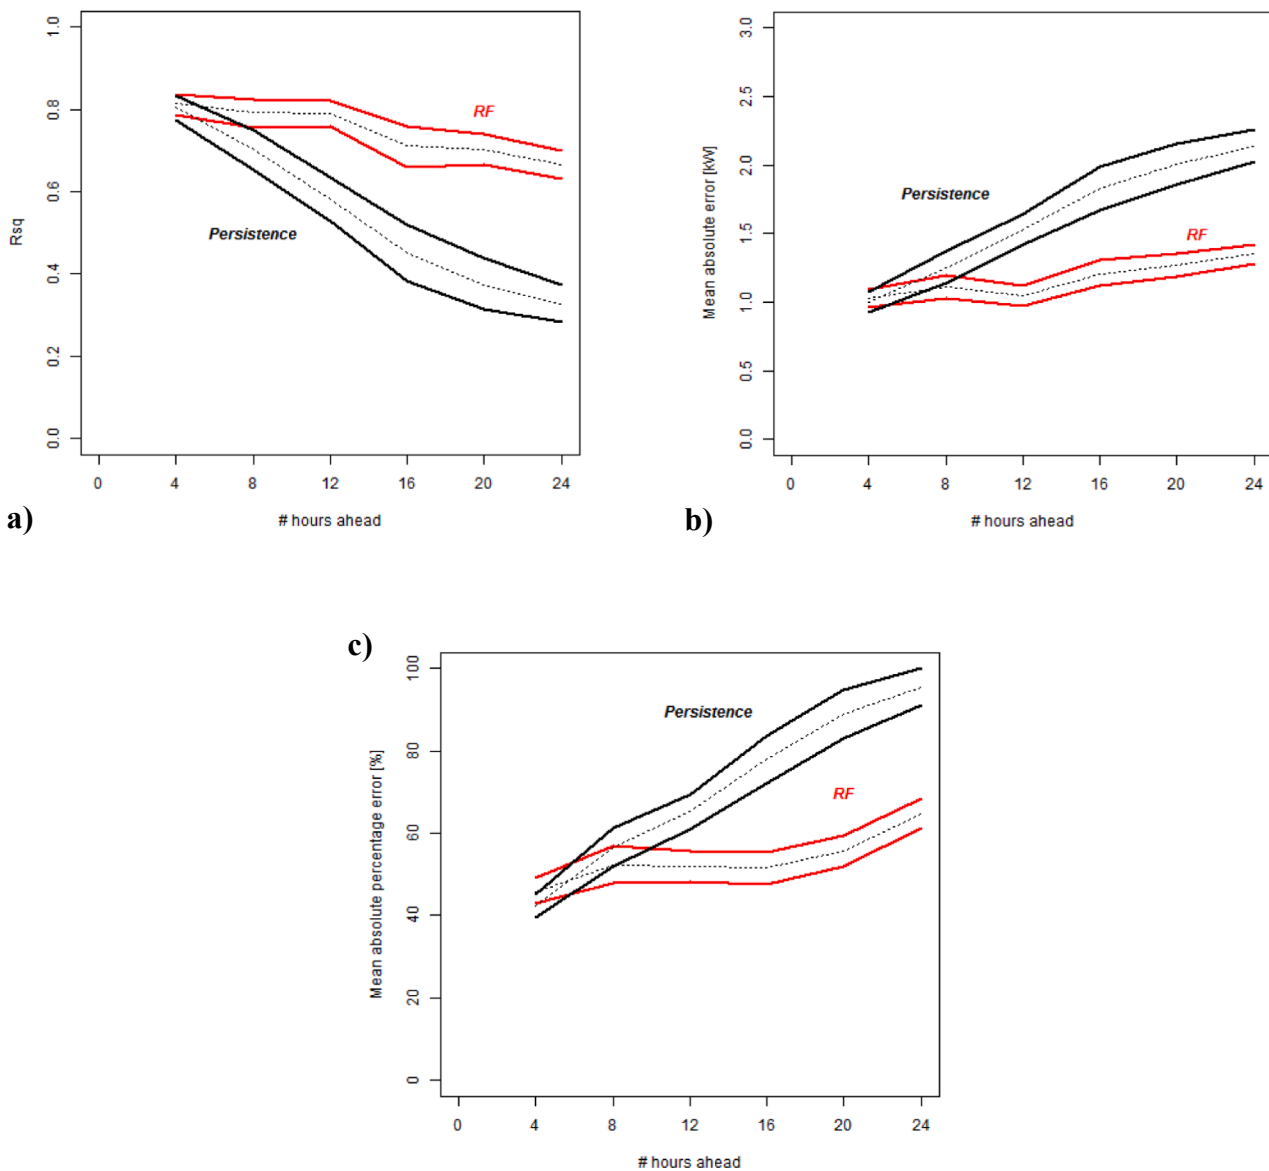 1.0
0.8
0.6
0.4
0.2
0.0
Rsq
RF
Persistence
0 4 8 12 16 20 24
# hours ahead
a)
3.0
2.5
2.0
1.5
1.0
0.5
0.0
Mean absolute error [kW]
Persistence
RF
0 4 8 12 16 20 24
# hours ahead
b)
c)
100
80
60
40
20
0
Mean absolute percentage error [%]
Persistence
RF
0 4 8 12 16 20 24
# hours ahead